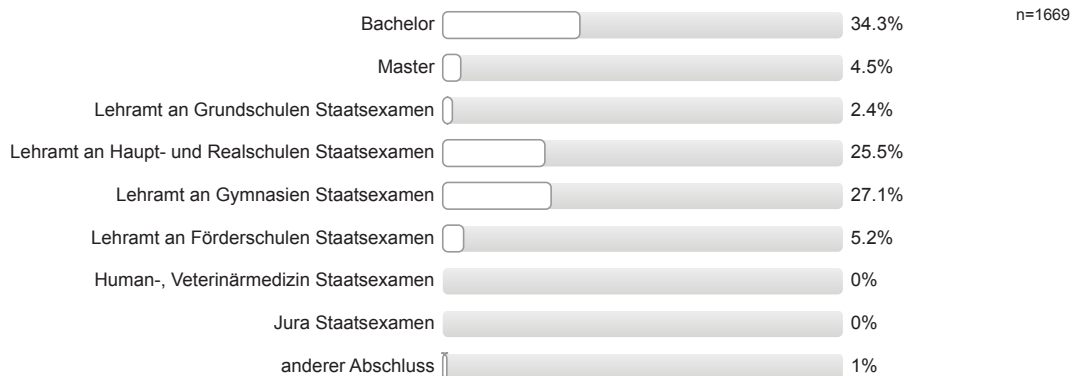 Bachelor 34.3% n=1669
Master 4.5%
Lehramt an Grundschulen Staatsexamen 2.4%
Lehramt an Haupt- und Realschulen Staatsexamen 25.5%
Lehramt an Gymnasien Staatsexamen 27.1%
Lehramt an Förderschulen Staatsexamen 5.2%
Human-, Veterinärmedizin Staatsexamen 0%
Jura Staatsexamen 0%
anderer Abschluss 1%